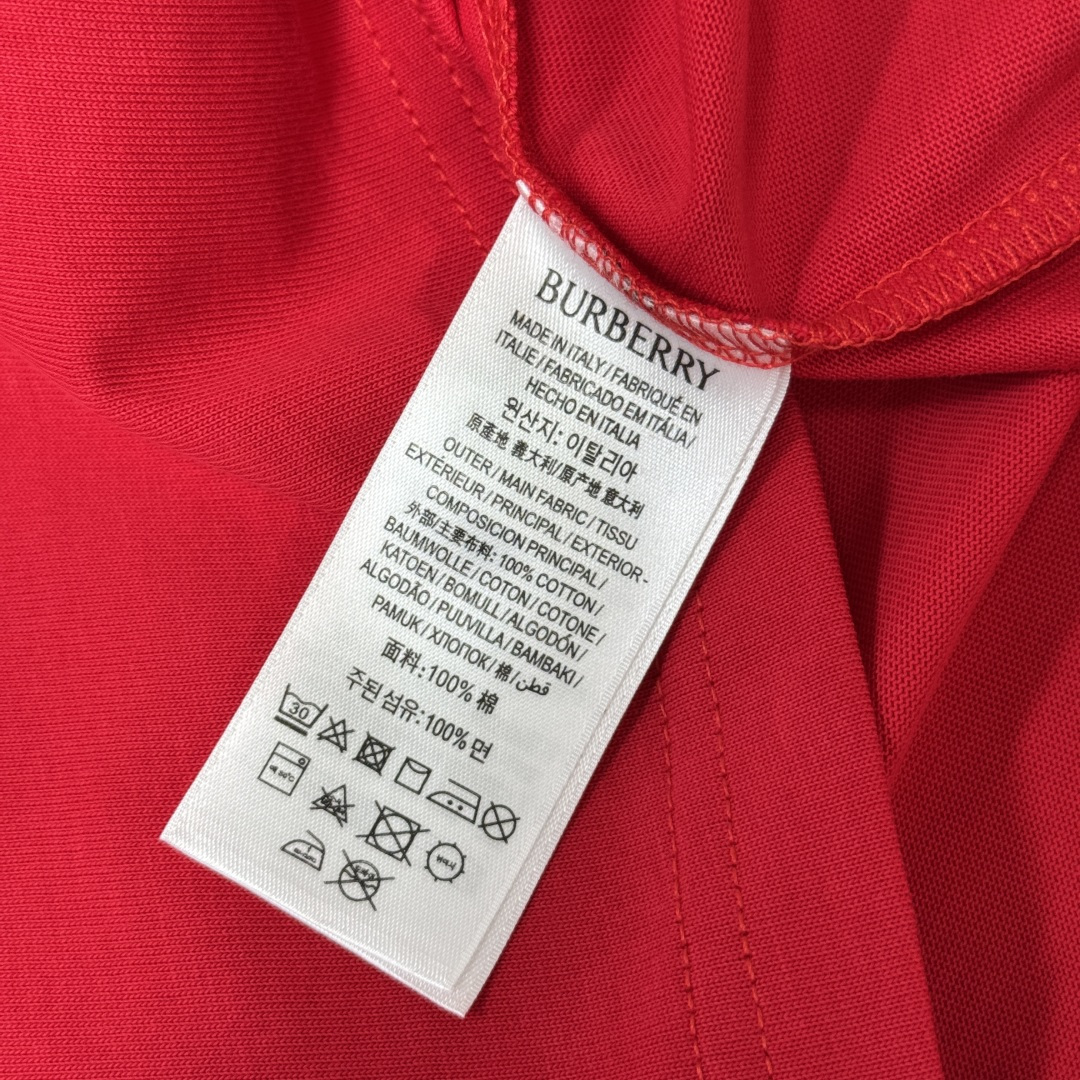 BURBERRY
MADE IN ITALY / FABRIQUÉ EN
ITALIE / FABRICADO EM ITÁLIA /
HECHO EN ITALIA
원산지: 이탈리아
原產地 義大利/原产地 意大利
OUTER / MAIN FABRIC / TISSU
EXTÉRIEUR / PRINCIPAL / EXTERIOR-
COMPOSICION PRINCIPAL /
外部/主要布料: 100% COTTON /
BAUMWOLLE / COTON / COTONE /
KATOEN / BOMULL / ALGODÓN /
ALGODÃO / PUUVILLA / BAMBAKI /
PAMUK / ХПОПОК / 棉 / قطن
面料: 100% 棉
주된 섬유: 100% 면
30